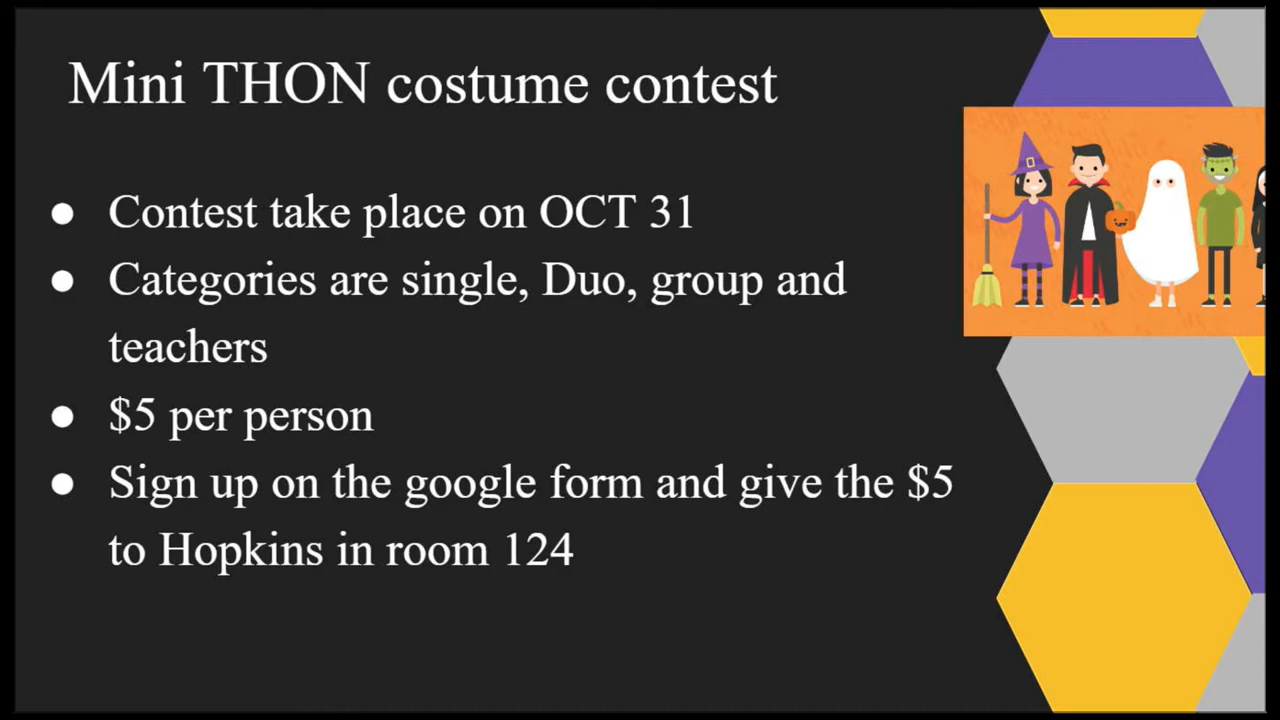 Mini THON costume contest
● Contest take place on OCT 31
● Categories are single, Duo, group and
teachers
● $5 per person
● Sign up on the google form and give the $5
to Hopkins in room 124